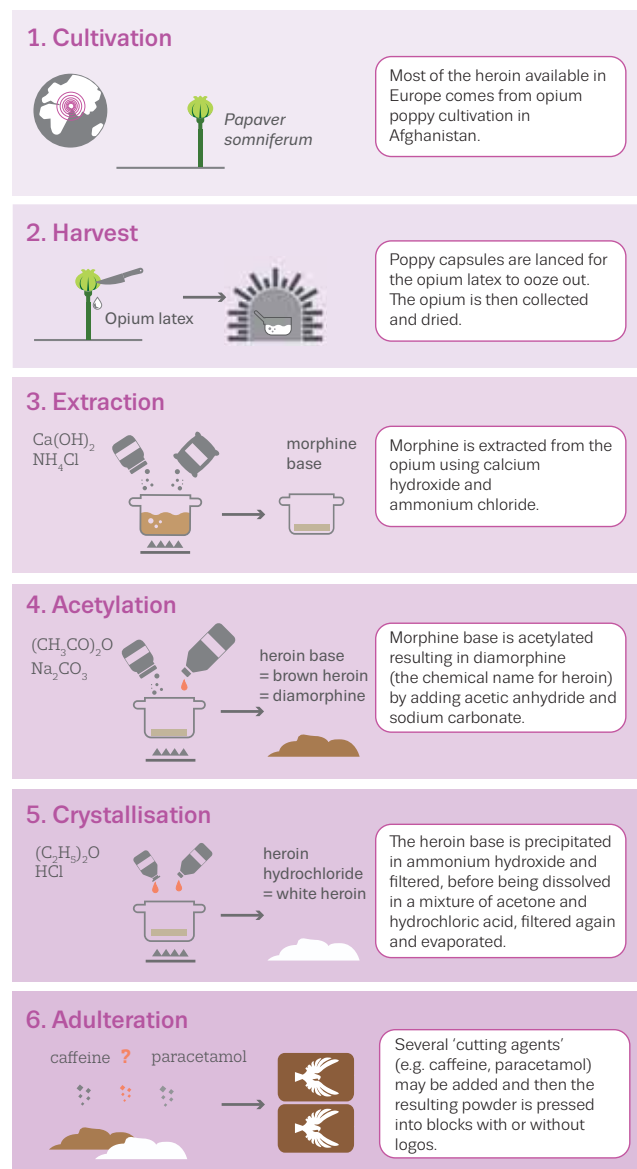 1. Cultivation
Papaver
somniferum
Most of the heroin available in
Europe comes from opium
poppy cultivation in
Afghanistan.
2. Harvest
Opium latex
Poppy capsules are lanced for
the opium latex to ooze out.
The opium is then collected
and dried.
3. Extraction
Ca(OH)₂
NH₄Cl
morphine
base
Morphine is extracted from the
opium using calcium
hydroxide and
ammonium chloride.
4. Acetylation
(CH₃CO)₂O
Na₂CO₃
heroin base
= brown heroin
= diamorphine
Morphine base is acetylated
resulting in diamorphine
(the chemical name for heroin)
by adding acetic anhydride and
sodium carbonate.
5. Crystallisation
(C₂H₅)₂O
HCl
heroin
hydrochloride
= white heroin
The heroin base is precipitated
in ammonium hydroxide and
filtered, before being dissolved
in a mixture of acetone and
hydrochloric acid, filtered again
and evaporated.
6. Adulteration
caffeine ? paracetamol
Several ‘cutting agents’
(e.g. caffeine, paracetamol)
may be added and then the
resulting powder is pressed
into blocks with or without
logos.